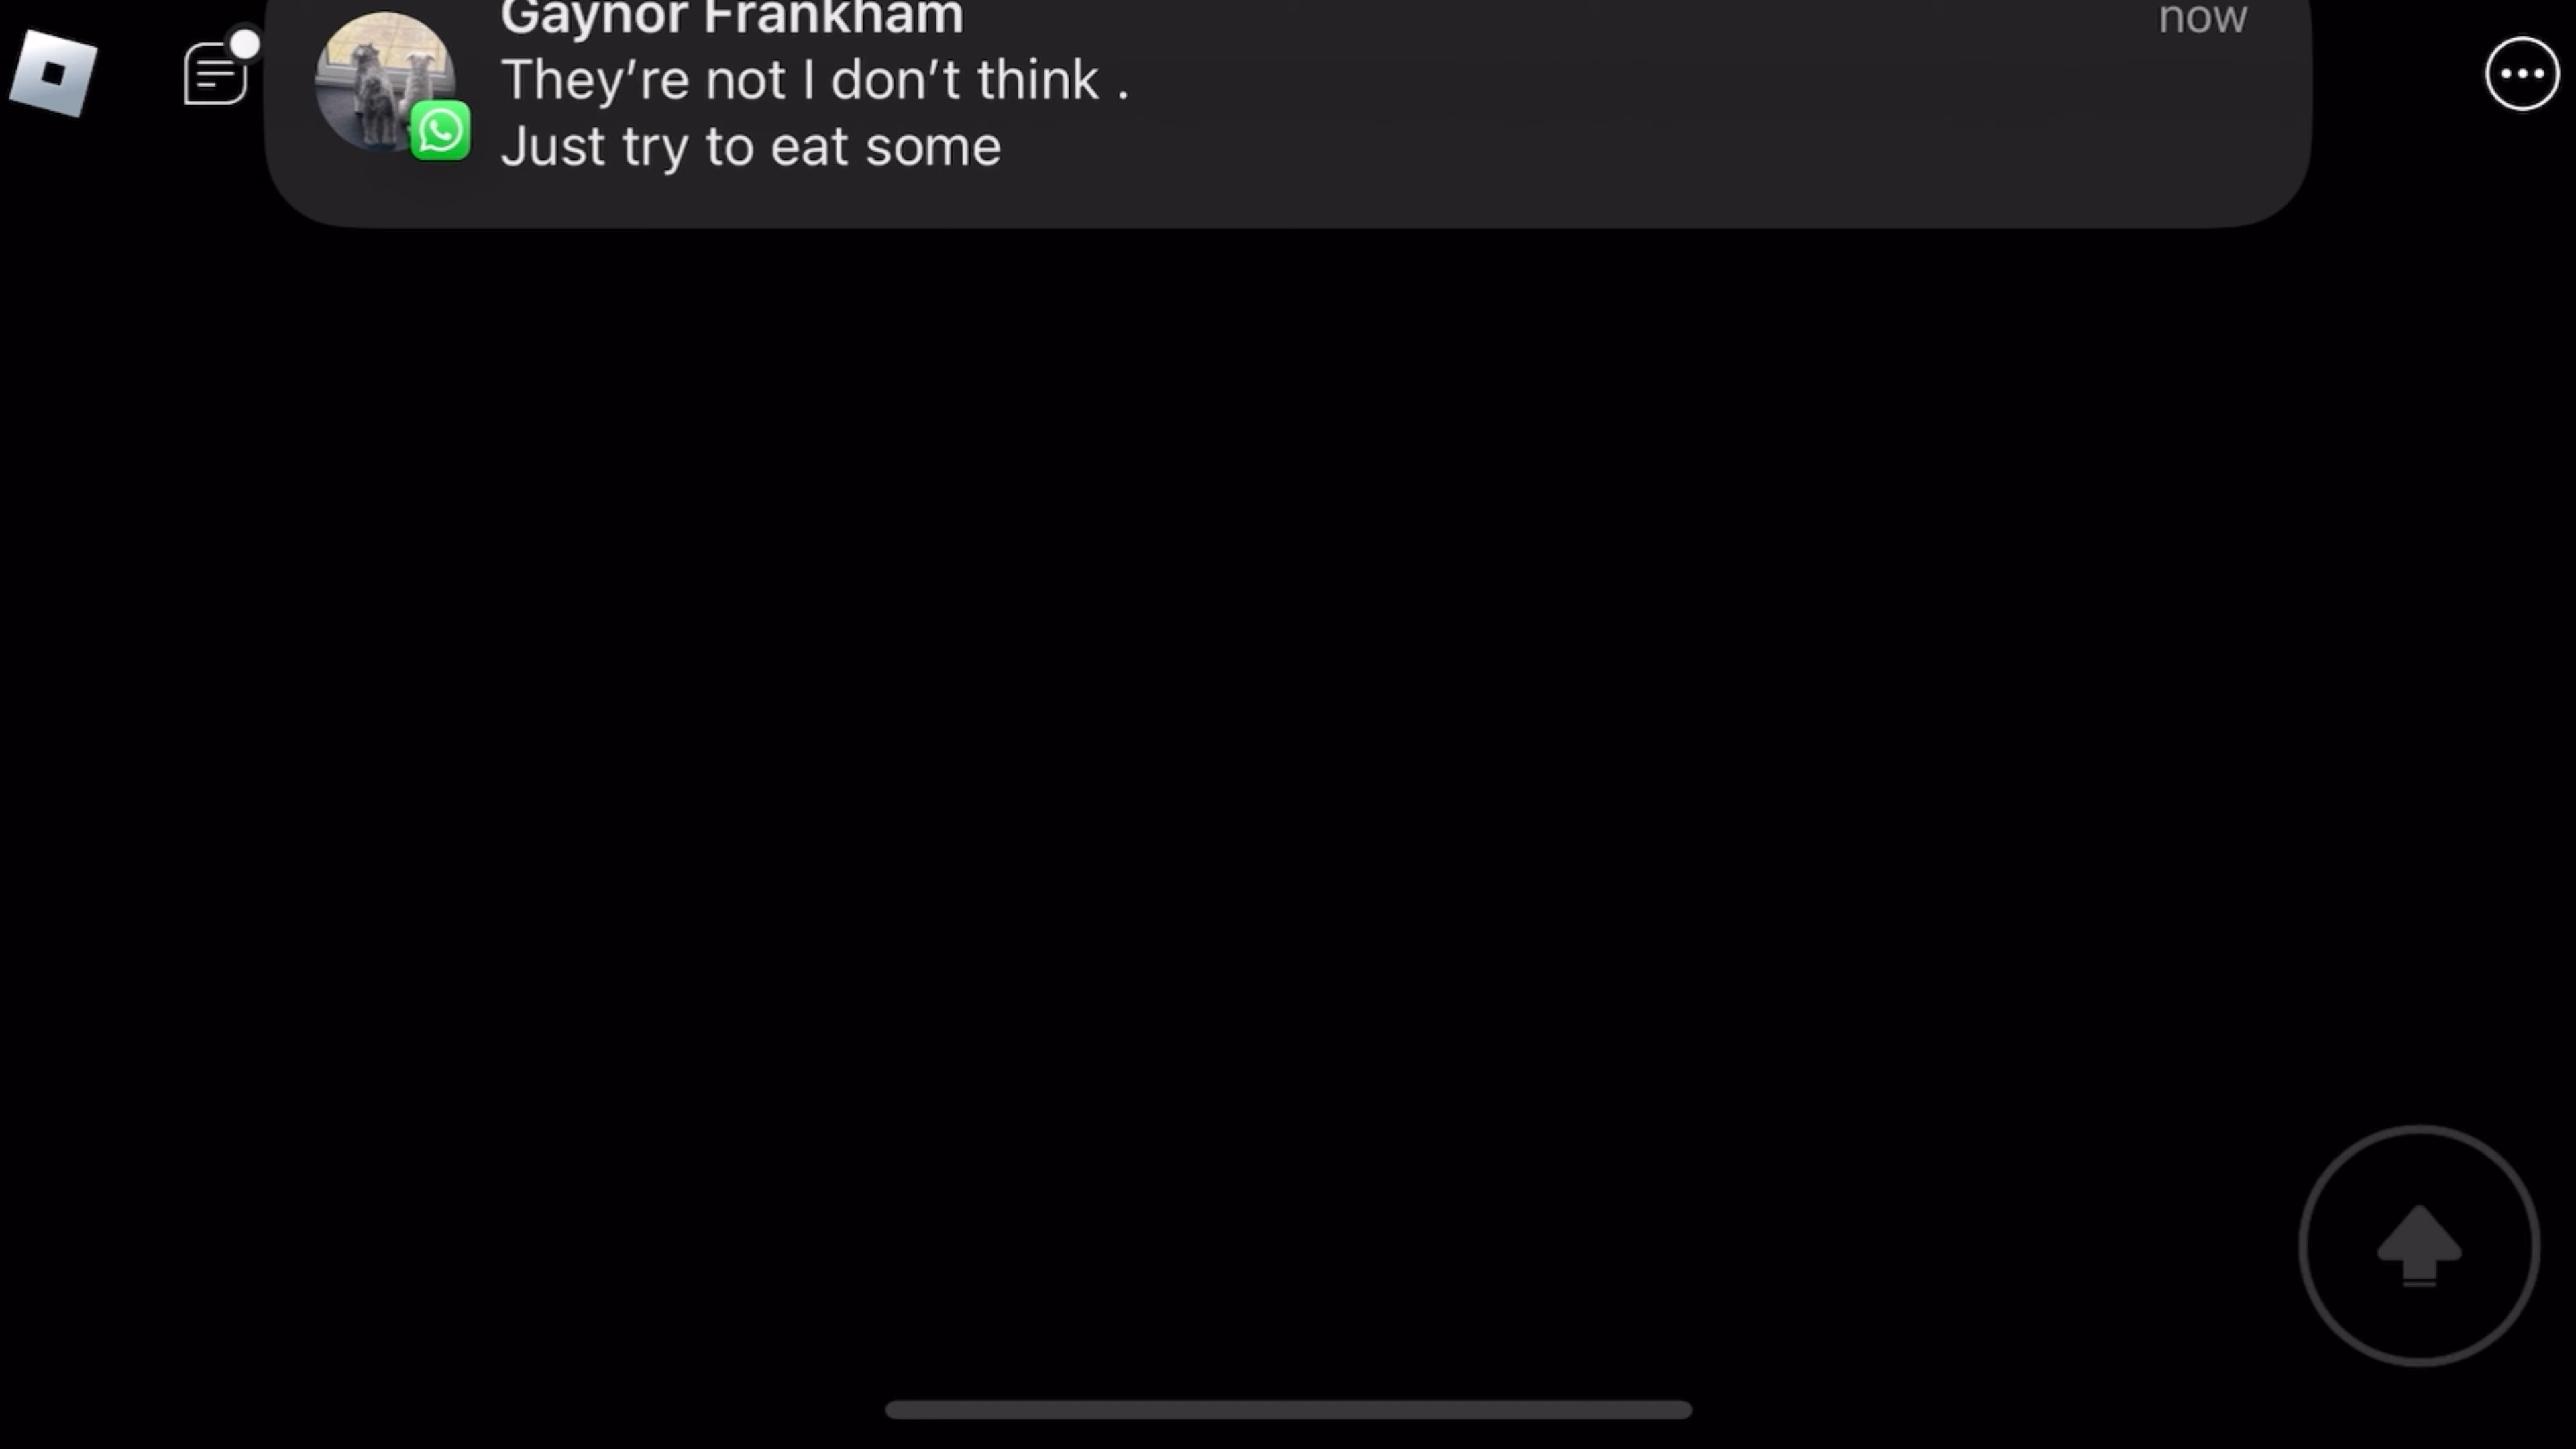 Gaynor Frankham
now
They’re not I don’t think .
Just try to eat some